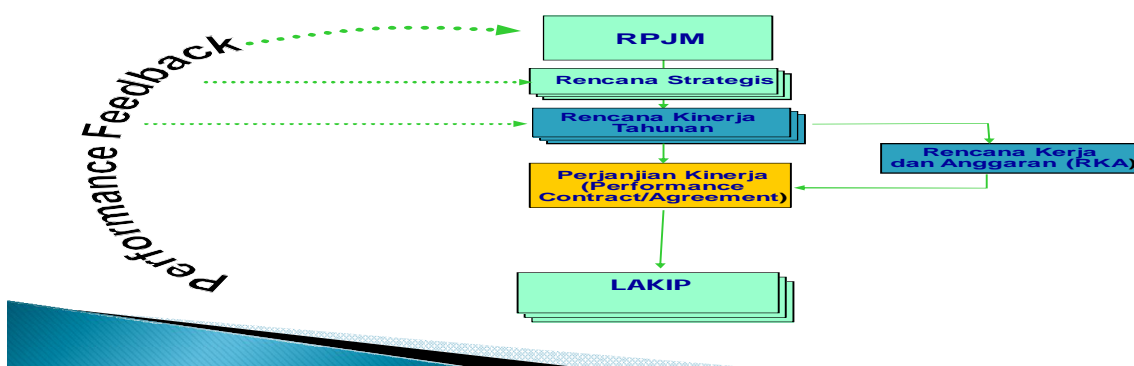 Performance Feedback
RPJM
Rencana Strategis
Rencana Kinerja
Tahunan
Rencana Kerja
dan Anggaran (RKA)
Perjanjian Kinerja
(Performance
Contract/Agreement)
LAKIP